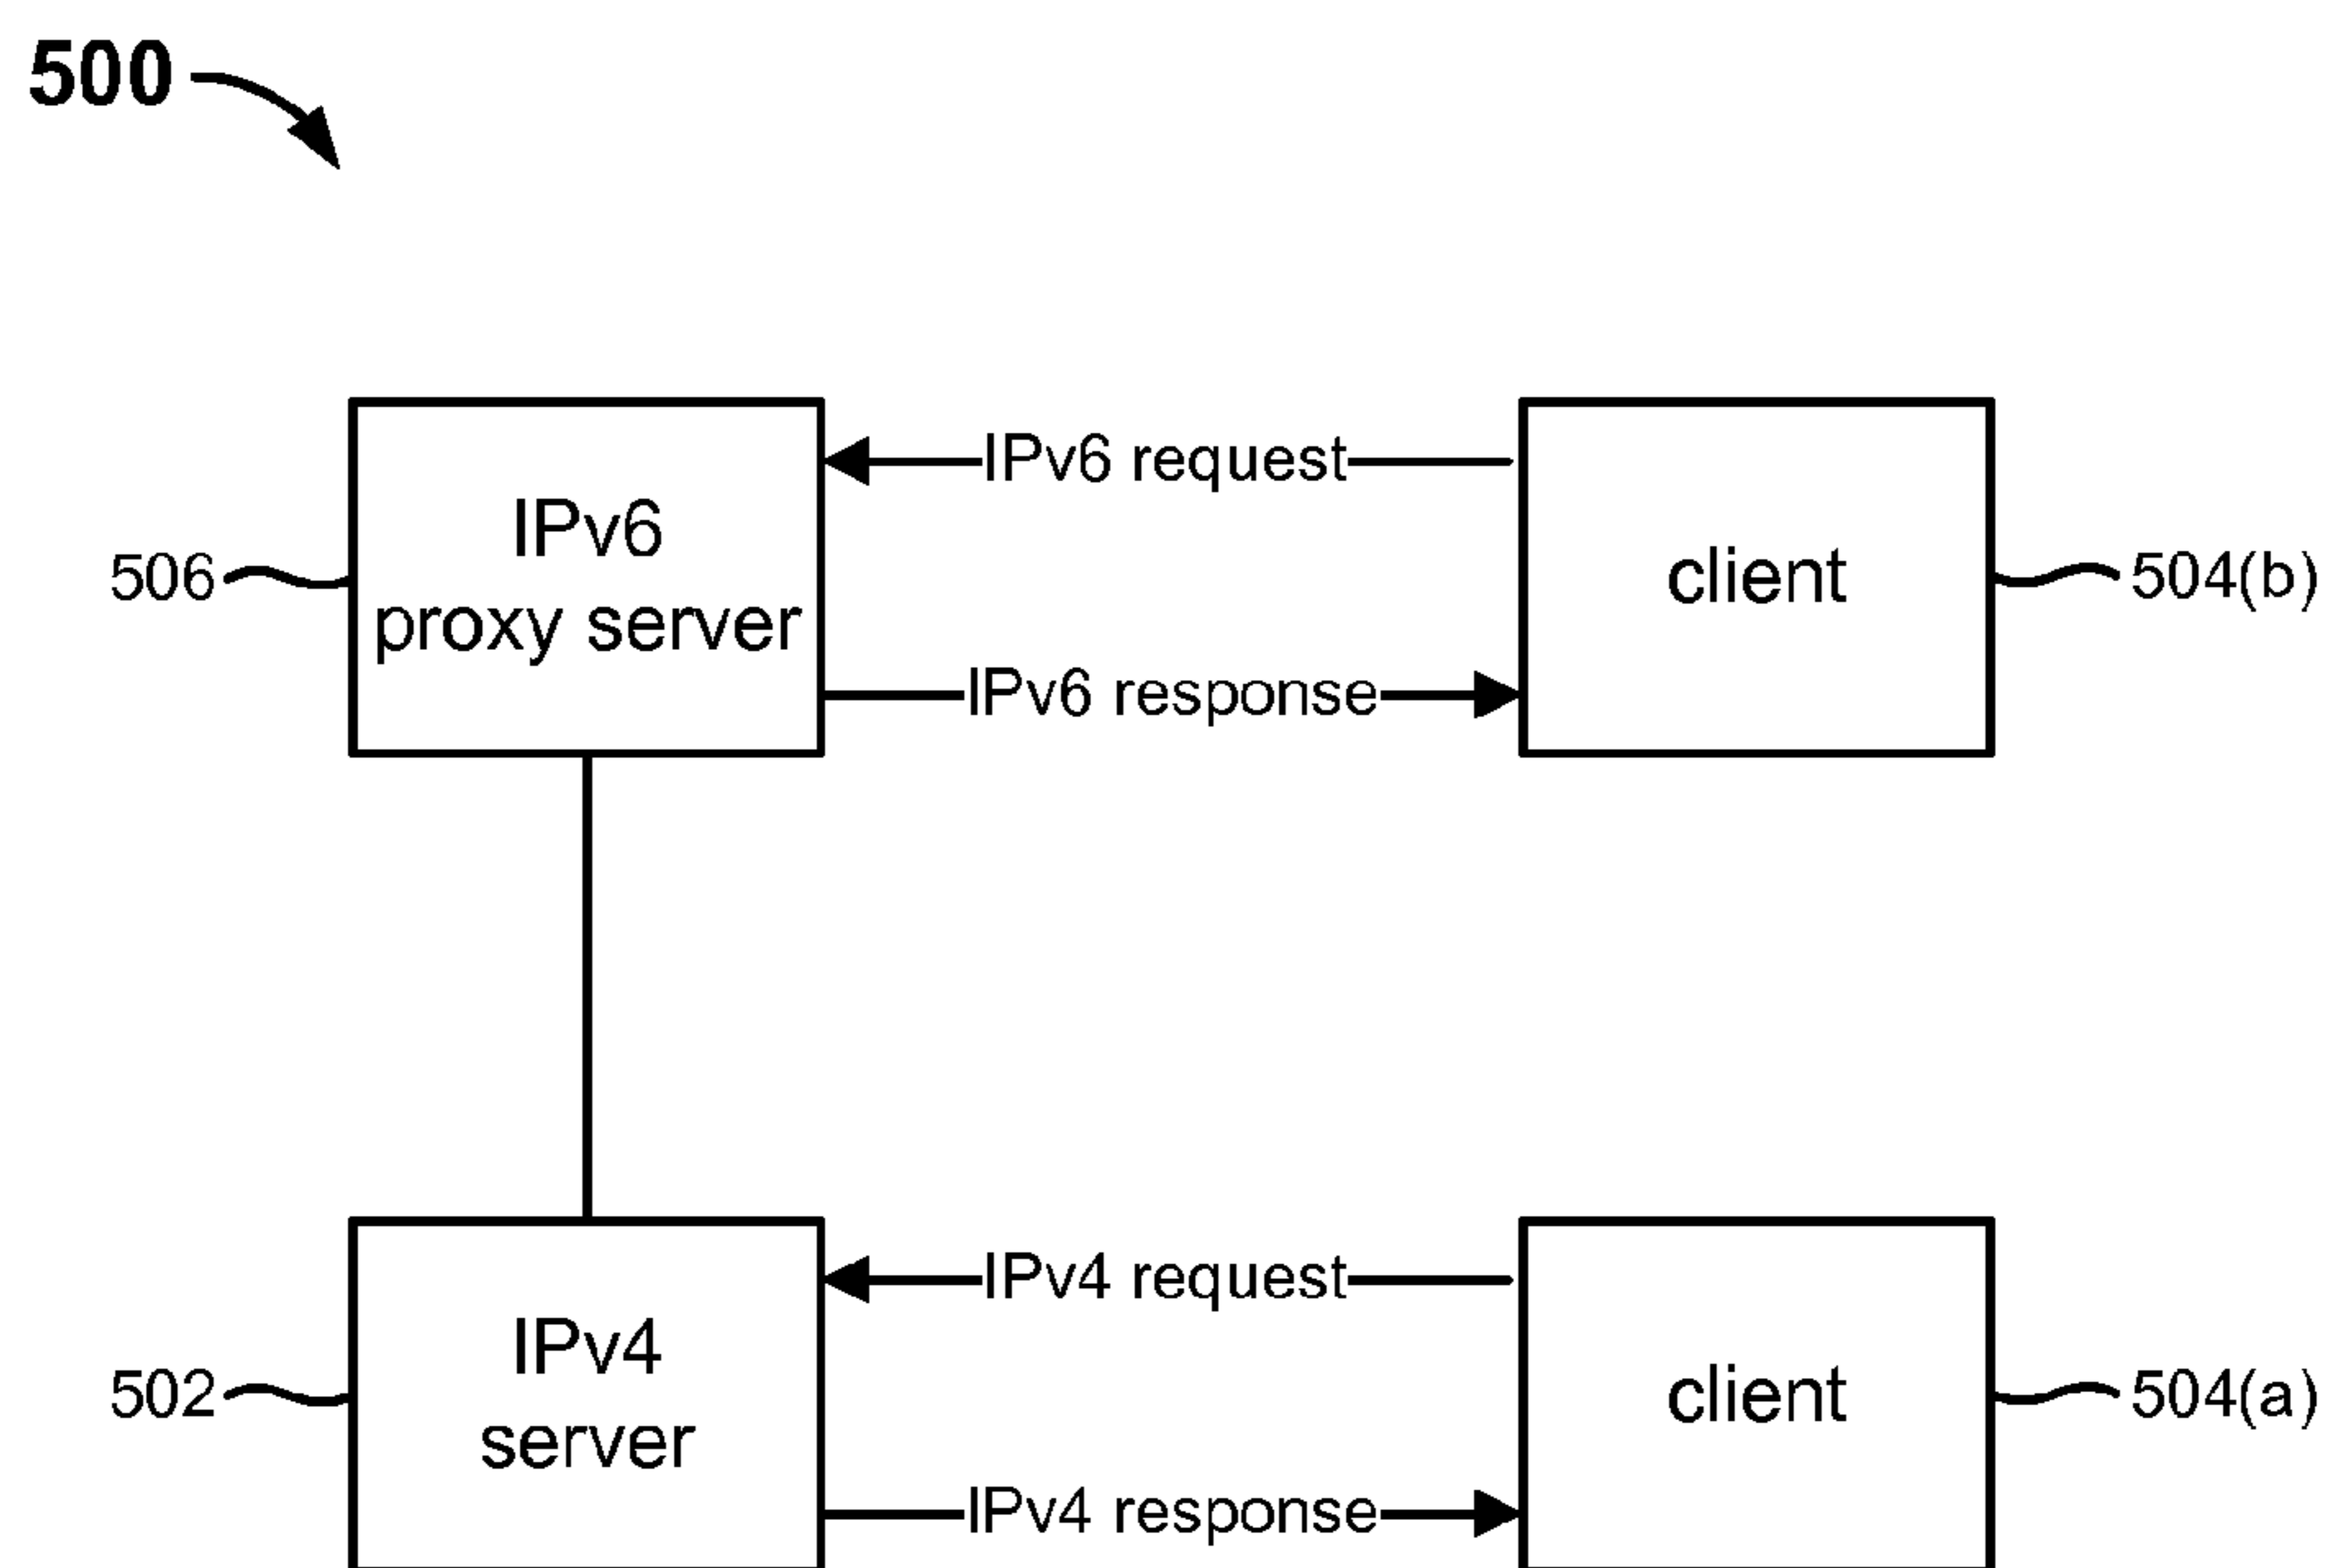 500
IPv6 request
IPv6
proxy server
client
506
504(b)
IPv6 response
IPv4 request
IPv4
server
client
502
504(a)
IPv4 response